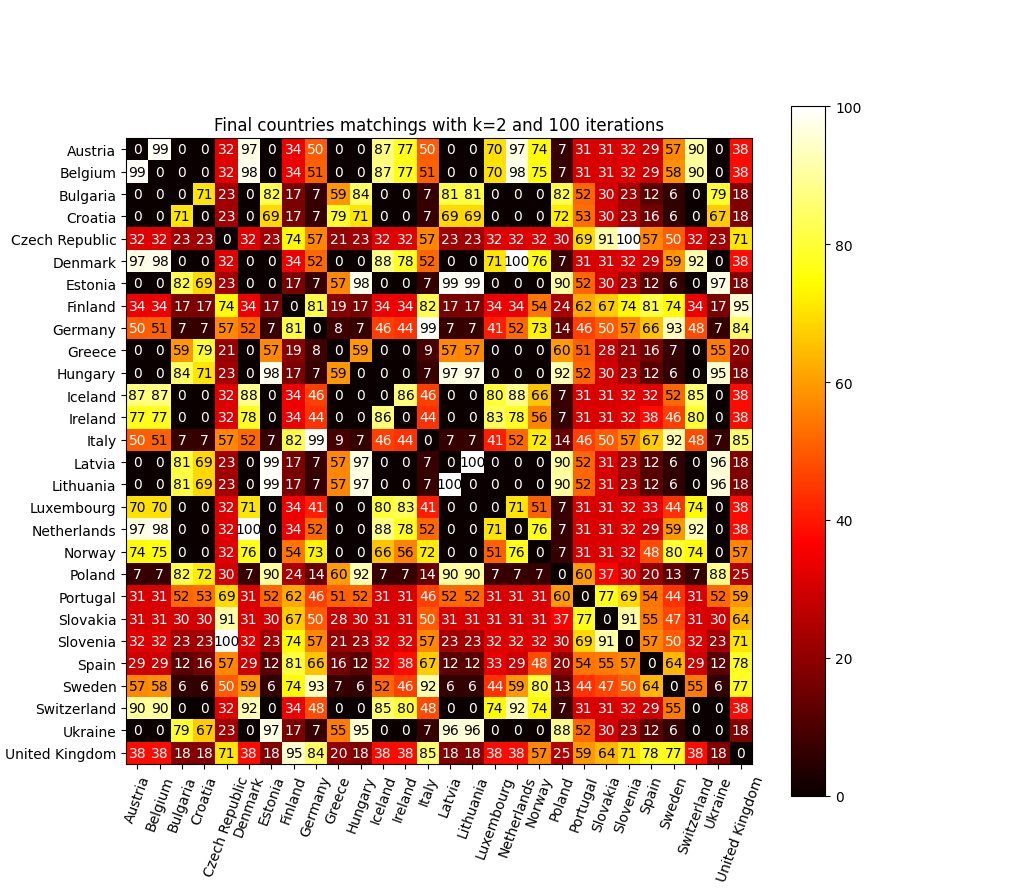 Final countries matchings with k=2 and 100 iterations
Austria 0 99 0 0 32 97 0 34 50 0 0 87 77 50 0 0 70 97 74 7 31 31 32 29 57 90 0 38
Belgium 99 0 0 0 32 98 0 34 51 0 0 87 77 51 0 0 70 98 75 7 31 31 32 29 58 90 0 38
Bulgaria 0 0 0 71 23 0 82 17 7 59 84 0 0 7 81 81 0 0 0 82 52 30 23 12 6 0 79 18
Croatia 0 0 71 0 23 0 69 17 7 79 71 0 0 7 69 69 0 0 0 72 53 30 23 16 6 0 67 18
Czech Republic 32 32 23 23 0 32 23 74 57 21 23 32 32 57 23 23 32 32 32 30 69 91 100 57 50 32 23 71
Denmark 97 98 0 0 32 0 0 34 52 0 0 88 78 52 0 0 71 100 76 7 31 31 32 29 59 92 0 38
Estonia 0 0 82 69 23 0 0 17 7 57 98 0 0 7 99 99 0 0 0 90 52 30 23 12 6 0 97 18
Finland 34 34 17 17 74 34 17 0 81 19 17 34 34 82 17 17 34 34 54 24 62 67 74 81 74 34 17 95
Germany 50 51 7 7 57 52 7 81 0 8 7 46 44 99 7 7 41 52 73 14 46 50 57 66 93 48 7 84
Greece 0 0 59 79 21 0 57 19 8 0 59 0 0 9 57 57 0 0 0 60 51 28 21 16 7 0 55 20
Hungary 0 0 84 71 23 0 98 17 7 59 0 0 0 7 97 97 0 0 0 92 52 30 23 12 6 0 95 18
Iceland 87 87 0 0 32 88 0 34 46 0 0 0 86 46 0 0 80 88 66 7 31 31 32 32 52 85 0 38
Ireland 77 77 0 0 32 78 0 34 44 0 0 86 0 44 0 0 83 78 56 7 31 31 32 38 46 80 0 38
Italy 50 51 7 7 57 52 7 82 99 9 7 46 44 0 7 7 41 52 72 14 46 50 57 67 92 48 7 85
Latvia 0 0 81 69 23 0 99 17 7 57 97 0 0 7 0 100 0 0 0 90 52 31 23 12 6 0 96 18
Lithuania 0 0 81 69 23 0 99 17 7 57 97 0 0 7 100 0 0 0 0 90 52 31 23 12 6 0 96 18
Luxembourg 70 70 0 0 32 71 0 34 41 0 0 80 83 41 0 0 0 71 51 7 31 31 32 33 44 74 0 38
Netherlands 97 98 0 0 32 100 0 34 52 0 0 88 78 52 0 0 71 0 76 7 31 31 32 29 59 92 0 38
Norway 74 75 0 0 32 76 0 54 73 0 0 66 56 72 0 0 51 76 0 7 31 31 32 48 80 74 0 57
Poland 7 7 82 72 30 7 90 24 14 60 92 7 7 14 90 90 7 7 7 0 60 37 30 20 13 7 88 25
Portugal 31 31 52 53 69 31 52 62 46 51 52 31 31 46 52 52 31 31 31 60 0 77 69 54 44 31 52 59
Slovakia 31 31 30 30 91 31 30 67 50 28 30 31 31 50 31 31 31 31 31 37 77 0 91 55 47 31 30 64
Slovenia 32 32 23 23 100 32 23 74 57 21 23 32 32 57 23 23 32 32 32 30 69 91 0 57 50 32 23 71
Spain 29 29 12 16 57 29 12 81 66 16 12 32 38 67 12 12 33 29 48 20 54 55 57 0 64 29 12 78
Sweden 57 58 6 6 50 59 6 74 93 7 6 52 46 92 6 6 44 59 80 13 44 47 50 64 0 55 6 77
Switzerland 90 90 0 0 32 92 0 34 48 0 0 85 80 48 0 0 74 92 74 7 31 31 32 29 55 0 0 38
Ukraine 0 0 79 67 23 0 97 17 7 55 95 0 0 7 96 96 0 0 0 88 52 30 23 12 6 0 0 18
United Kingdom 38 38 18 18 71 38 18 95 84 20 18 38 38 85 18 18 38 38 57 25 59 64 71 78 77 38 18 0
Austria
Belgium
Bulgaria
Croatia
Czech Republic
Denmark
Estonia
Finland
Germany
Greece
Hungary
Iceland
Ireland
Italy
Latvia
Lithuania
Luxembourg
Netherlands
Norway
Poland
Portugal
Slovakia
Slovenia
Spain
Sweden
Switzerland
Ukraine
United Kingdom
100
80
60
40
20
0